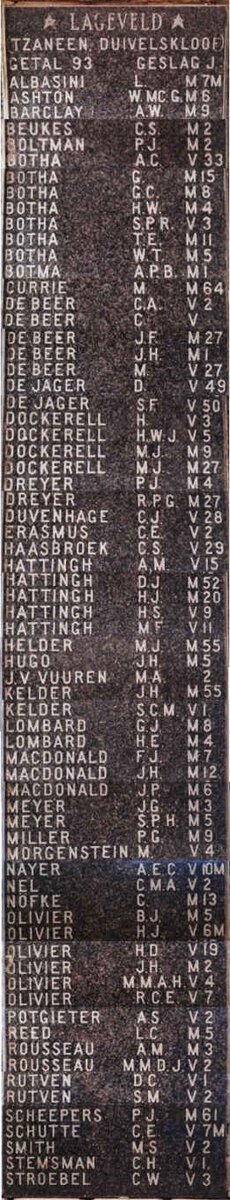 ★ LAGEVELD ★
TZANEEN, DUIVELSKLOOF)
GETAL 93 GESLAG J
ALBASINI L. M 7M
ASHTON W.MC.G. M 6
BARCLAY A.W. M 9
BEUKES C.S. M 2
BOLTMAN P.J. M 2
BOTHA A.C. V 33
BOTHA G. M 15
BOTHA G.C. M 8
BOTHA H.W. M 4
BOTHA S.P.R. V 3
BOTHA T.E. M 11
BOTHA W.T. M 5
BOTMA A.P.B. M 1
CURRIE M. M 64
DE BEER C.A. V 2
DE BEER C. V
DE BEER J.F. M 27
DE BEER J.H. M 1
DE BEER M. V 27
DE JAGER D. V 49
DE JAGER S.F. V 50
DOCKERELL H. V 3
DOCKERELL H.W.J. V 5
DOCKERELL M.J. M 9
DOCKERELL M.J. M 27
DREYER P.J. M 4
DREYER R.P.G. M 27
DUVENHAGE C.J. V 28
ERASMUS C.E. V 2
HAASBROEK C.S. V 29
HATTINGH A.M. V 15
HATTINGH D.J. M 52
HATTINGH H.J. M 20
HATTINGH H.S. V 9
HATTINGH M.F. V 11
HELDER M.J. M 55
HUGO J.H. M 5
J.V. VUUREN M.A. 2
KELDER J.H. M 55
KELDER S.C.M. V 1
LOMBARD G.J. M 8
LOMBARD H.E. M 4
MACDONALD F.J. M 7
MACDONALD J.H. M 12
MACDONALD J.P. M 6
MEYER J.G. M 3
MEYER S.P.H. M 5
MILLER P.G. M 9
MORGENSTEIN M. V 4
NAYER A.E.C. V 10M
NEL C.M.A. V 2
NOFKE C. M 13
OLIVIER B.J. M 5
OLIVIER H.J. V 6M
OLIVIER H.D. V 19
OLIVIER J.H. M 2
OLIVIER M.M.A.H. V 4
OLIVIER R.C.E. V 7
POTGIETER A.S. V 2
REED L.C. M 5
ROUSSEAU A.M. M 3
ROUSSEAU M.M.D.J. V 2
RUTVEN D.C. V 1
RUTVEN S.M. V 2
SCHEEPERS P.J. M 61
SCHUTTE C.E. V 7M
SMITH M.S. V 2
STEMSMAN C.H. V 1
STROEBEL C.W. V 3